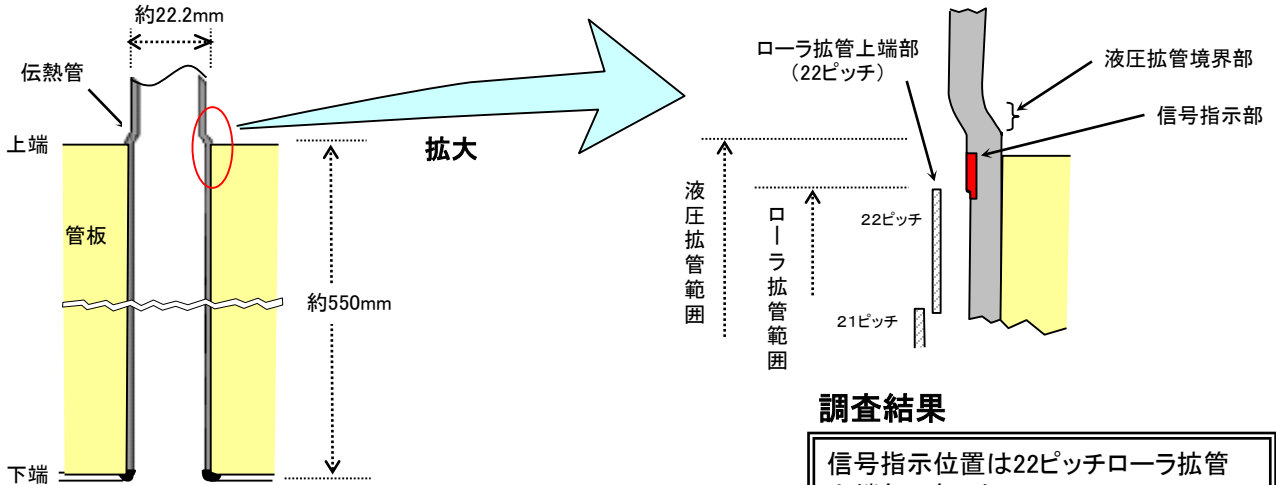 約22.2mm
伝熱管
上端
管板
約550mm
下端
拡大
ローラ拡管上端部
(22ピッチ)
液圧拡管境界部
信号指示部
液圧拡管範囲
ローラ拡管範囲
22ピッチ
21ピッチ
調査結果
信号指示位置は22ピッチローラ拡管